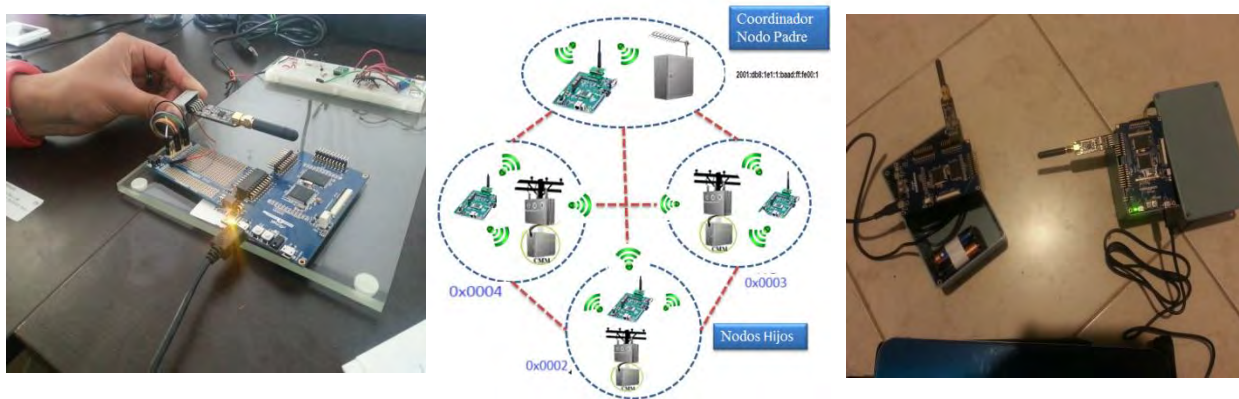 Coordinador
Nodo Padre
2001:db8:1e1:1:baad:ff:fe00:1
CMM
CMM
0x0004
0x0003
Nodos Hijos
0x0002
CMM